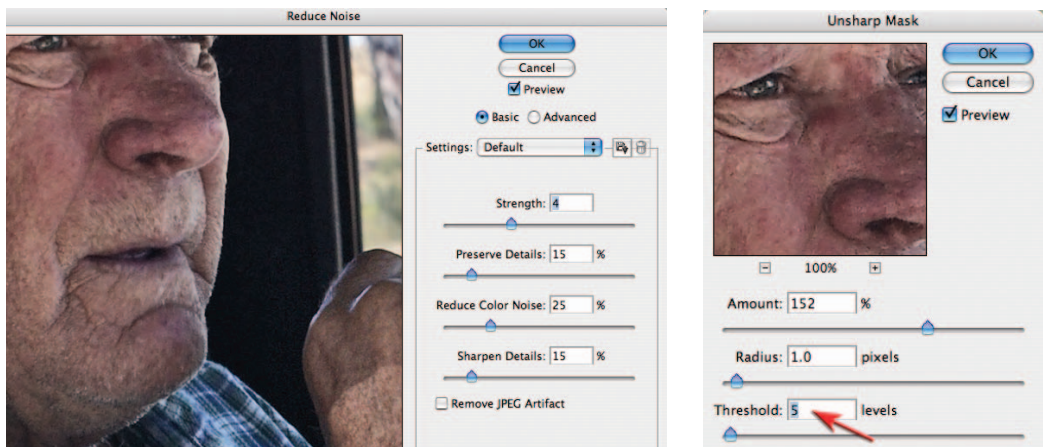 Reduce Noise
OK
Cancel
Preview
Basic Advanced
Settings: Default
Strength: 4
Preserve Details: 15 %
Reduce Color Noise: 25 %
Sharpen Details: 15 %
Remove JPEG Artifact
Unsharp Mask
OK
Cancel
Preview
100%
Amount: 152 %
Radius: 1.0 pixels
Threshold: 5 levels